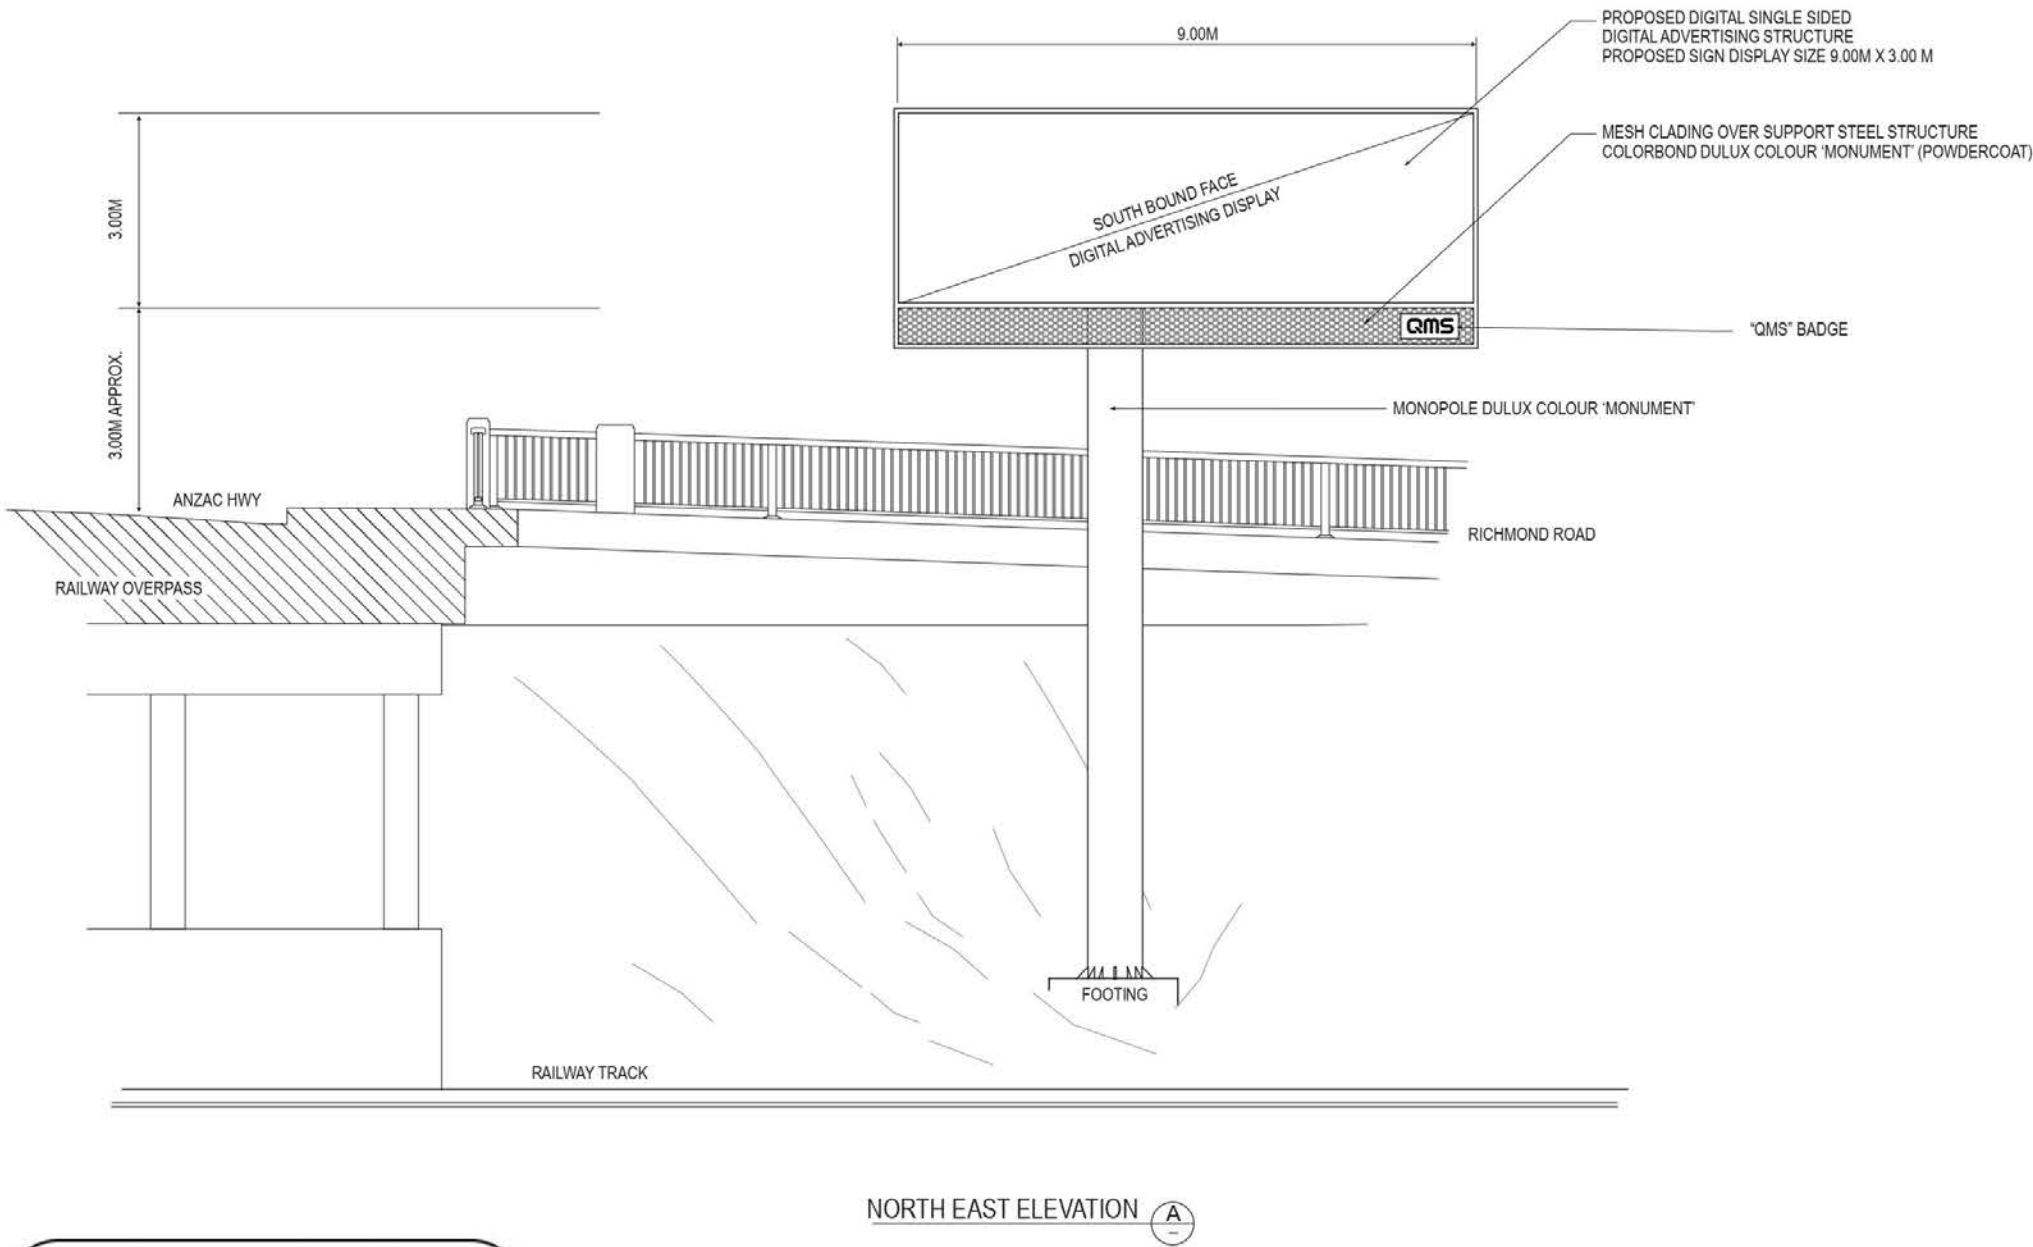 9.00M
PROPOSED DIGITAL SINGLE SIDED
DIGITAL ADVERTISING STRUCTURE
PROPOSED SIGN DISPLAY SIZE 9.00M X 3.00 M
MESH CLADING OVER SUPPORT STEEL STRUCTURE
COLORBOND DULUX COLOUR 'MONUMENT' (POWDERCOAT)
3.00M
SOUTH BOUND FACE
DIGITAL ADVERTISING DISPLAY
QMS
"QMS" BADGE
3.00M APPROX.
MONOPOLE DULUX COLOUR 'MONUMENT'
ANZAC HWY
RICHMOND ROAD
RAILWAY OVERPASS
FOOTING
RAILWAY TRACK
NORTH EAST ELEVATION
A
–